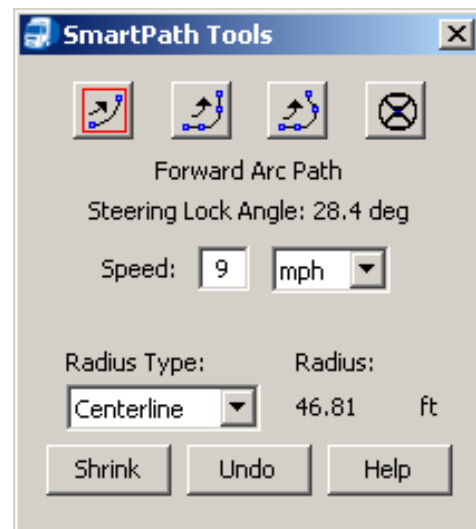 SmartPath Tools
Forward Arc Path
Steering Lock Angle: 28.4 deg
Speed: 9 mph
Radius Type: Radius:
Centerline 46.81 ft
Shrink Undo Help